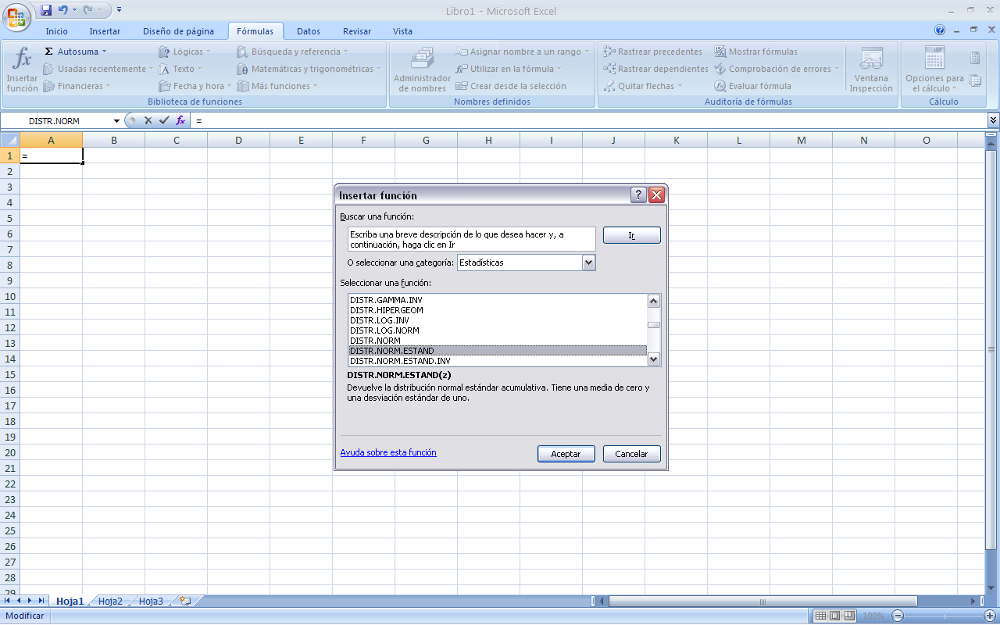 Libro1 - Microsoft Excel
Inicio Insertar Diseño de página Fórmulas Datos Revisar Vista
fx Insertar función
Σ Autosuma
Usadas recientemente
Financieras
Lógicas
Texto
Fecha y hora
Búsqueda y referencia
Matemáticas y trigonométricas
Más funciones
Biblioteca de funciones
Administrador de nombres
Asignar nombre a un rango
Utilizar en la fórmula
Crear desde la selección
Nombres definidos
Rastrear precedentes
Rastrear dependientes
Quitar flechas
Mostrar fórmulas
Comprobación de errores
Evaluar fórmula
Ventana Inspección
Auditoría de fórmulas
Opciones para el cálculo
Cálculo
DISTR.NORM fx =
A B C D E F G H I J K L M N O
1 =
2
3
4
5
6
7
8
9
10
11
12
13
14
15
16
17
18
19
20
21
22
23
24
25
26
27
28
29
Insertar función
Buscar una función:
Escriba una breve descripción de lo que desea hacer y, a
continuación, haga clic en Ir
Ir
O seleccionar una categoría: Estadísticas
Seleccionar una función:
DISTR.GAMMA.INV
DISTR.HIPERGEOM
DISTR.LOG.INV
DISTR.LOG.NORM
DISTR.NORM
DISTR.NORM.ESTAND
DISTR.NORM.ESTAND.INV
DISTR.NORM.ESTAND(z)
Devuelve la distribución normal estándar acumulativa. Tiene una media de cero y
una desviación estándar de uno.
Ayuda sobre esta función
Aceptar Cancelar
Hoja1 Hoja2 Hoja3
Modificar 100%